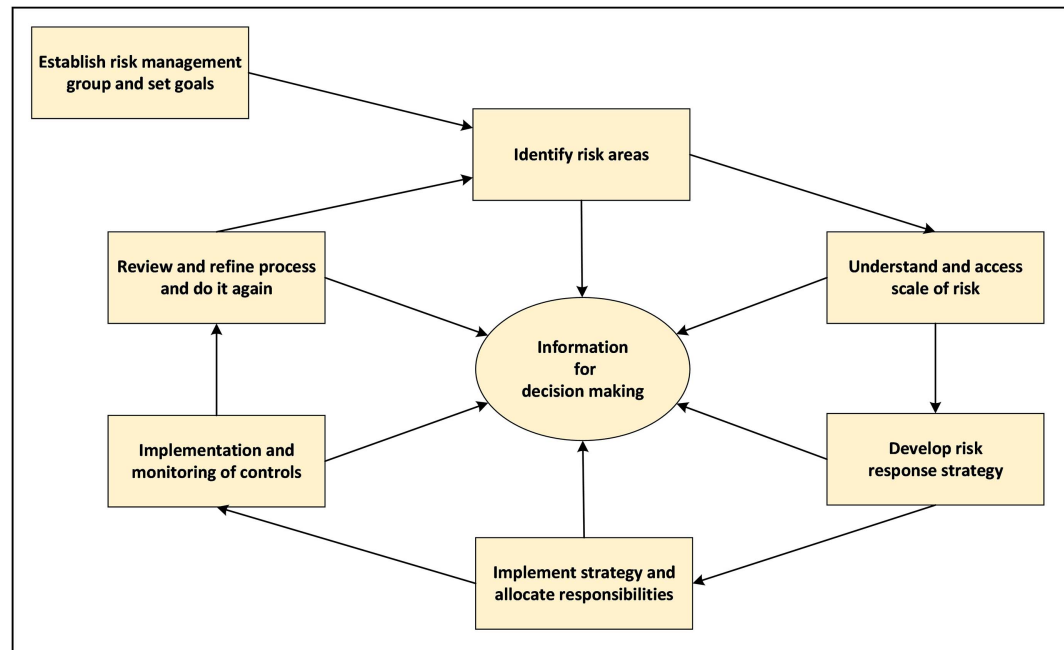 Establish risk management
group and set goals
Identify risk areas
Review and refine process
and do it again
Understand and access
scale of risk
Information
for
decision making
Implementation and
monitoring of controls
Develop risk
response strategy
Implement strategy and
allocate responsibilities